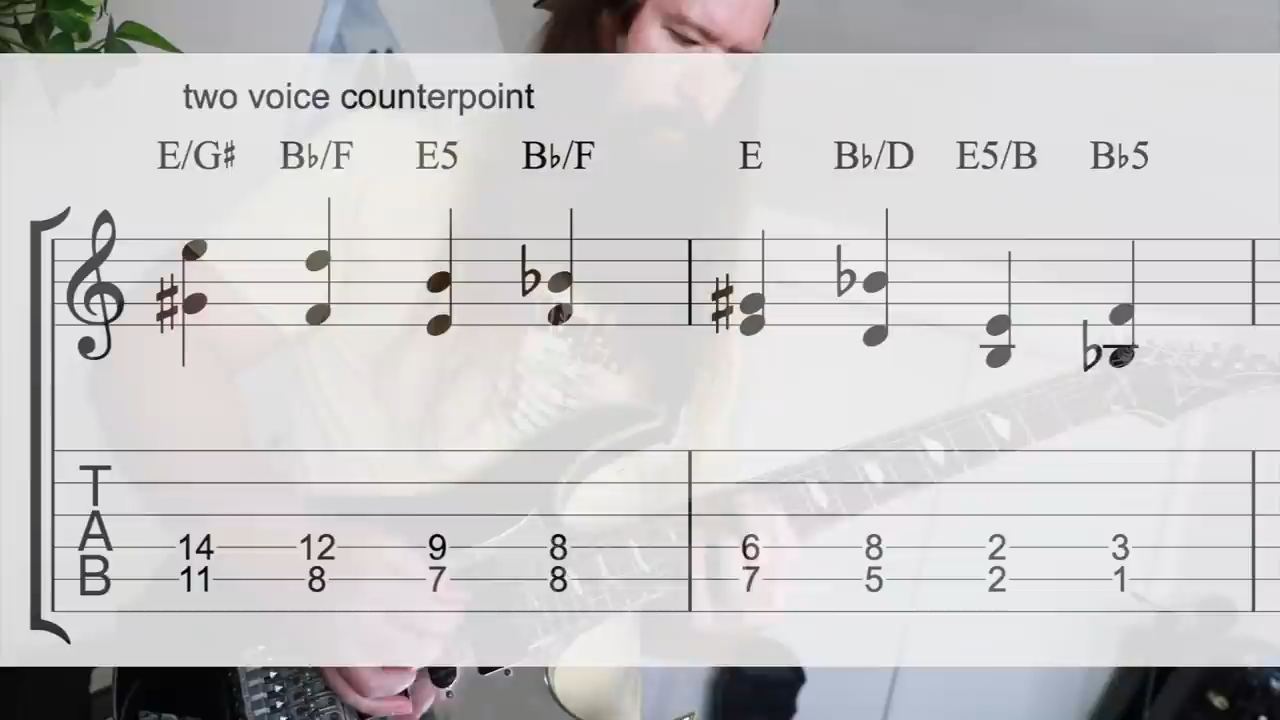 two voice counterpoint
E/G♯ B♭/F E5 B♭/F E B♭/D E5/B B♭5
T
A
B
14 12 9 8 6 8 2 3
11 8 7 8 7 5 2 1